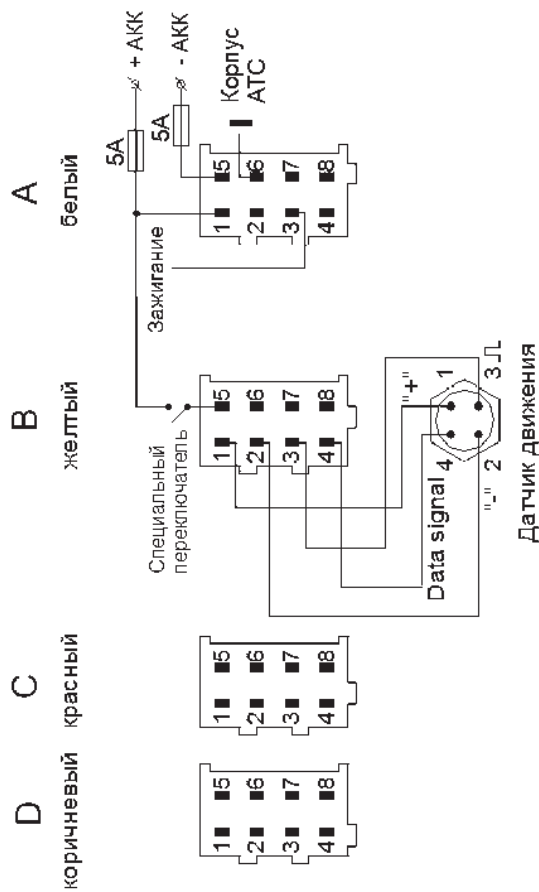 D
коричневый
C
красный
B
желтый
A
белый
5A
+ АКК
5A
- АКК
Корпус
АТС
Зажигание
Специальный
переключатель
1 5
2 6
3 7
4 8
1 5
2 6
3 7
4 8
1 5
2 6
3 7
4 8
1 5
2 6
3 7
4 8
Data signal
"+"
4 1
2 3
"-"
Датчик движения